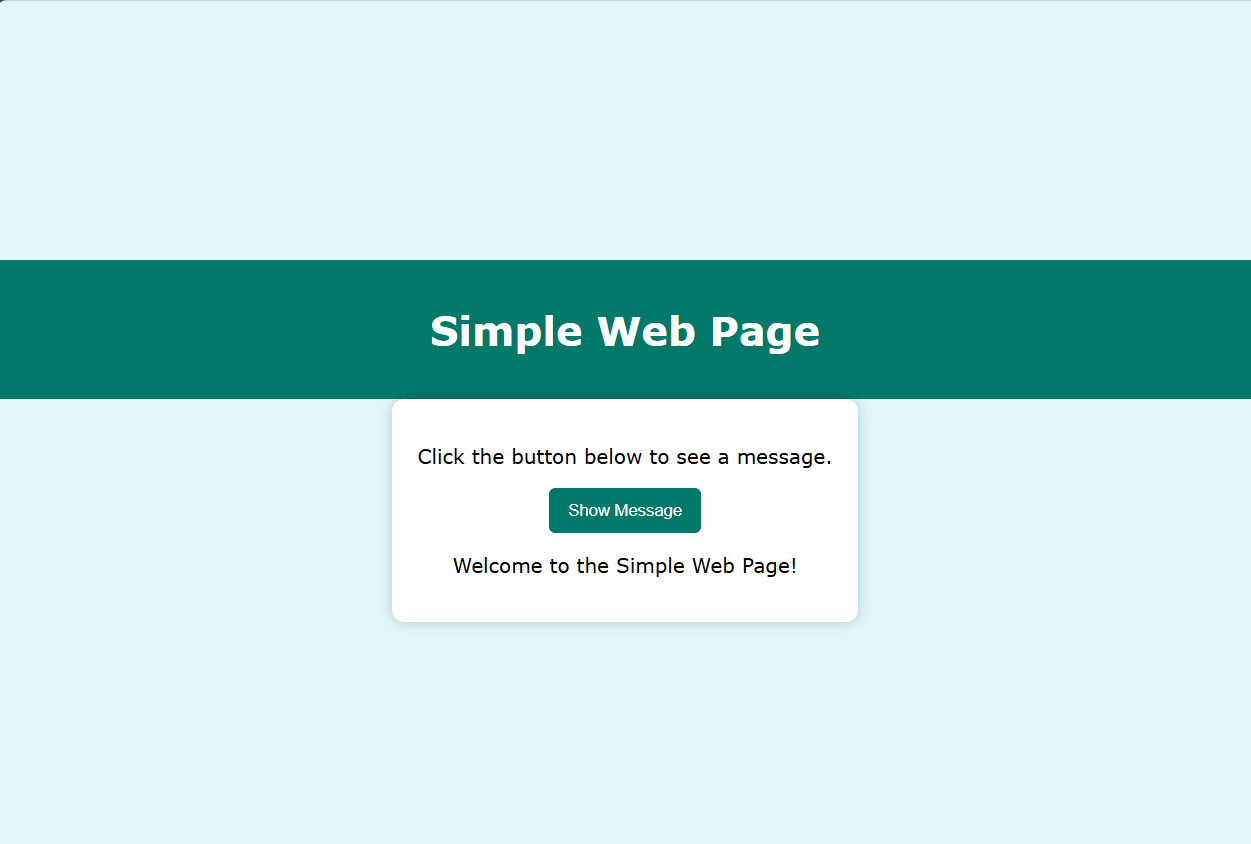 Simple Web Page
Click the button below to see a message.
Show Message
Welcome to the Simple Web Page!